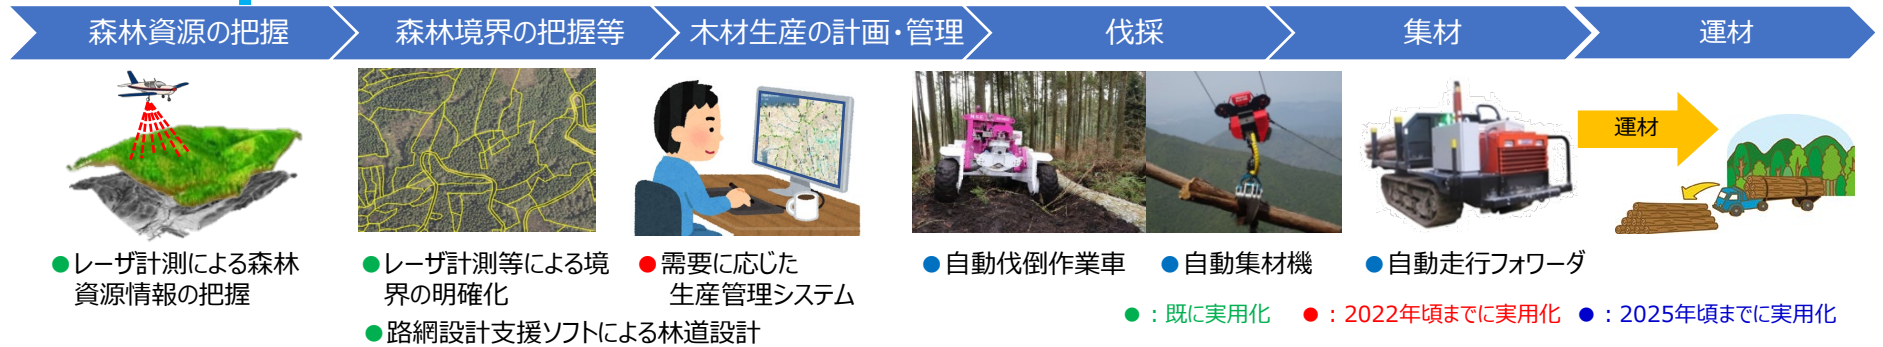 森林資源の把握
森林境界の把握等
木材生産の計画・管理
伐採
集材
運材
運材
●レーザ計測による森林
資源情報の把握
●レーザ計測等による境
界の明確化
●路網設計支援ソフトによる林道設計
●需要に応じた
生産管理システム
●自動伐倒作業車
●自動集材機
●自動走行フォワーダ
●：既に実用化
●：2022年頃までに実用化
●：2025年頃までに実用化